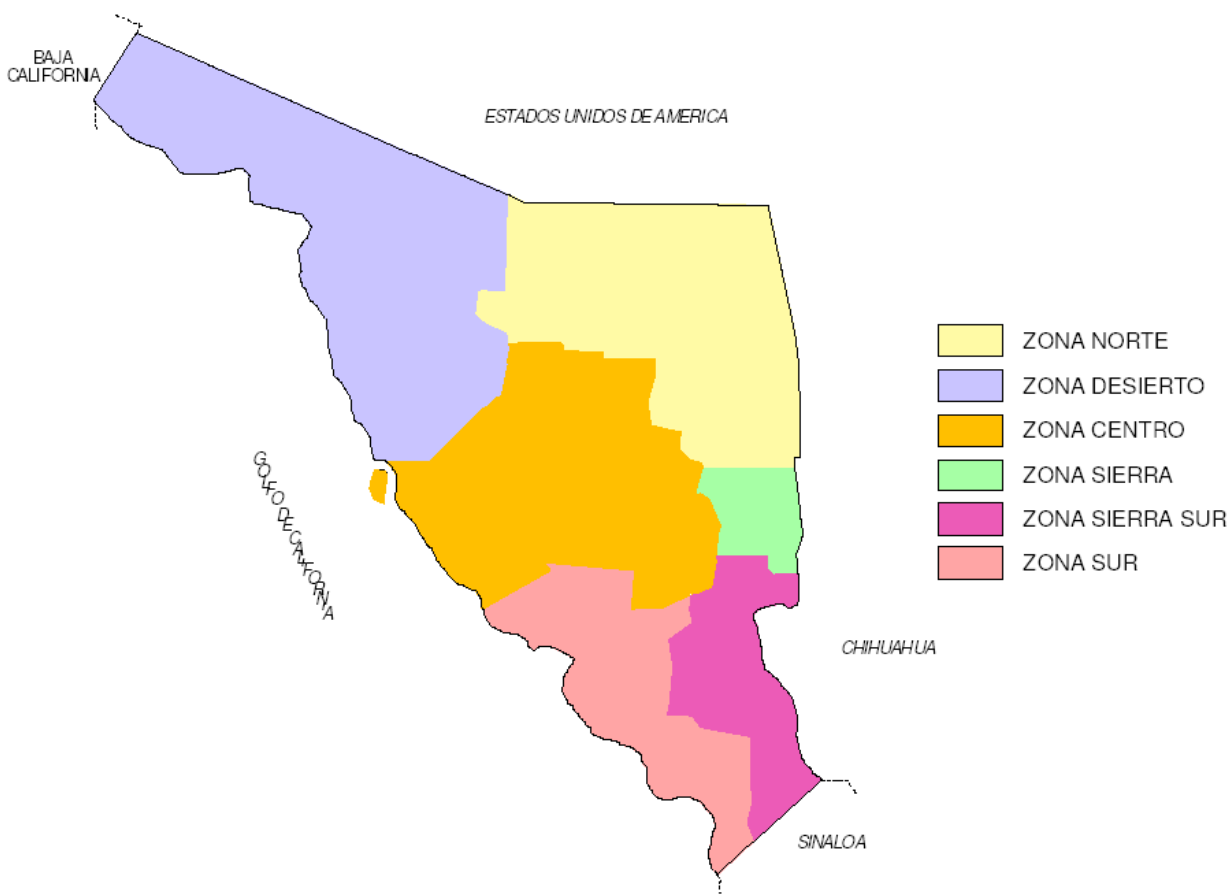 BAJA
CALIFORNIA
ESTADOS UNIDOS DE AMERICA
ZONA NORTE
ZONA DESIERTO
ZONA CENTRO
ZONA SIERRA
ZONA SIERRA SUR
ZONA SUR
GOLFO DE CALIFORNIA
CHIHUAHUA
SINALOA